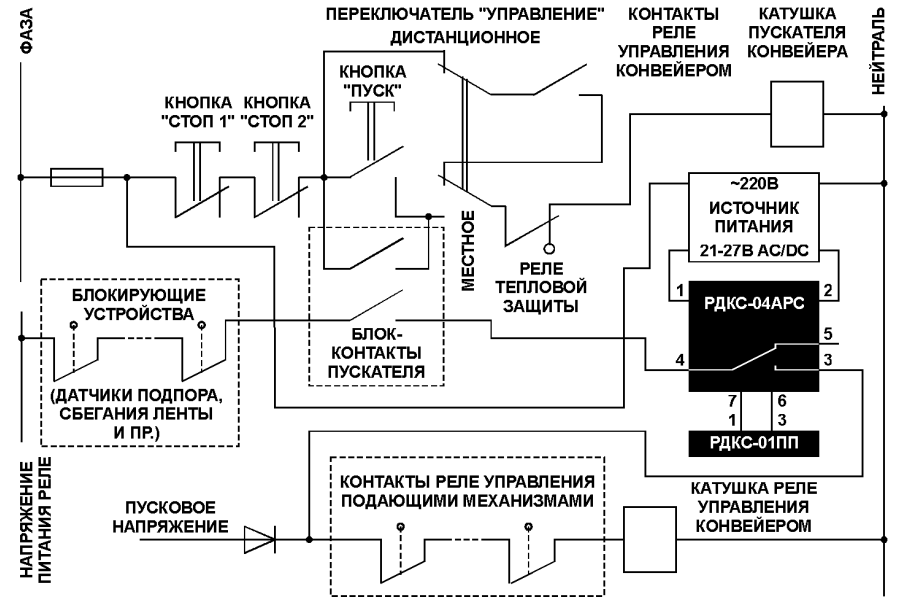 ФАЗА
ПЕРЕКЛЮЧАТЕЛЬ "УПРАВЛЕНИЕ"
ДИСТАНЦИОННОЕ
КОНТАКТЫ
РЕЛЕ
УПРАВЛЕНИЯ
КОНВЕЙЕРОМ
КАТУШКА
ПУСКАТЕЛЯ
КОНВЕЙЕРА
НЕЙТРАЛЬ
КНОПКА
"СТОП 1"
КНОПКА
"СТОП 2"
КНОПКА
"ПУСК"
МЕСТНОЕ
РЕЛЕ
ТЕПЛОВОЙ
ЗАЩИТЫ
~220В
ИСТОЧНИК
ПИТАНИЯ
21-27В AC/DC
1
2
РДКС-04АРС
5
4
3
7
6
1
3
РДКС-01ПП
БЛОКИРУЮЩИЕ
УСТРОЙСТВА
(ДАТЧИКИ ПОДПОРА,
СБЕГАНИЯ ЛЕНТЫ
И ПР.)
БЛОК-
КОНТАКТЫ
ПУСКАТЕЛЯ
НАПРЯЖЕНИЕ
ПИТАНИЯ РЕЛЕ
ПУСКОВОЕ
НАПРЯЖЕНИЕ
КОНТАКТЫ РЕЛЕ УПРАВЛЕНИЯ
ПОДАЮЩИМИ МЕХАНИЗМАМИ
КАТУШКА РЕЛЕ
УПРАВЛЕНИЯ
КОНВЕЙЕРОМ